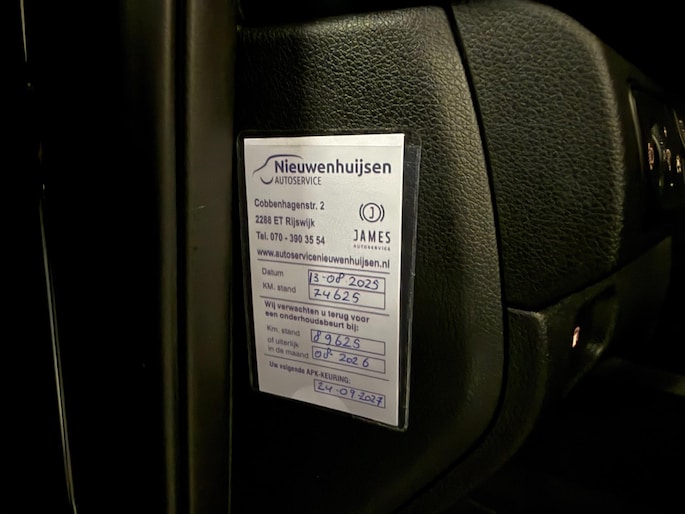 Nieuwenhuijsen
AUTOSERVICE
Cobbenhagenstr. 2
2288 ET Rijswijk
Tel. 070 - 390 35 54
J
JAMES
AUTOSERVICE
www.autoservicenieuwenhuijsen.nl
Datum 13-08-2025
KM. stand 74625
Wij verwachten u terug voor
een onderhoudsbeurt bij:
Km. stand 89625
of uiterlijk
in de maand 08-2026
Uw volgende APK-KEURING:
24-09-2027